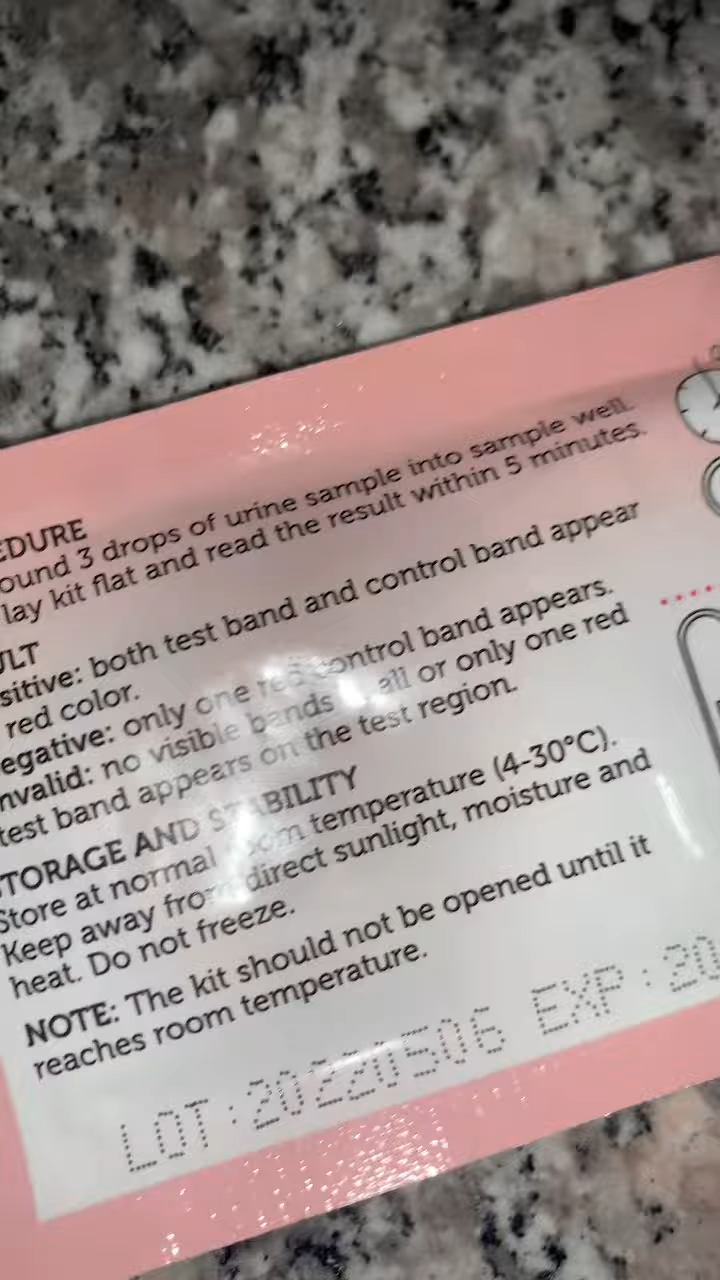 EDURE
ound 3 drops of urine sample into sample well.
lay kit flat and read the result within 5 minutes.
ULT
sitive: both test band and control band appear
red color.
egative: only one red control band appears.
nvalid: no visible bands all or only one red
test band appears on the test region.
STORAGE AND STABILITY
Store at normal room temperature (4-30°C).
Keep away from direct sunlight, moisture and
heat. Do not freeze.
NOTE: The kit should not be opened until it
reaches room temperature.
LOT:20220506 EXP:20